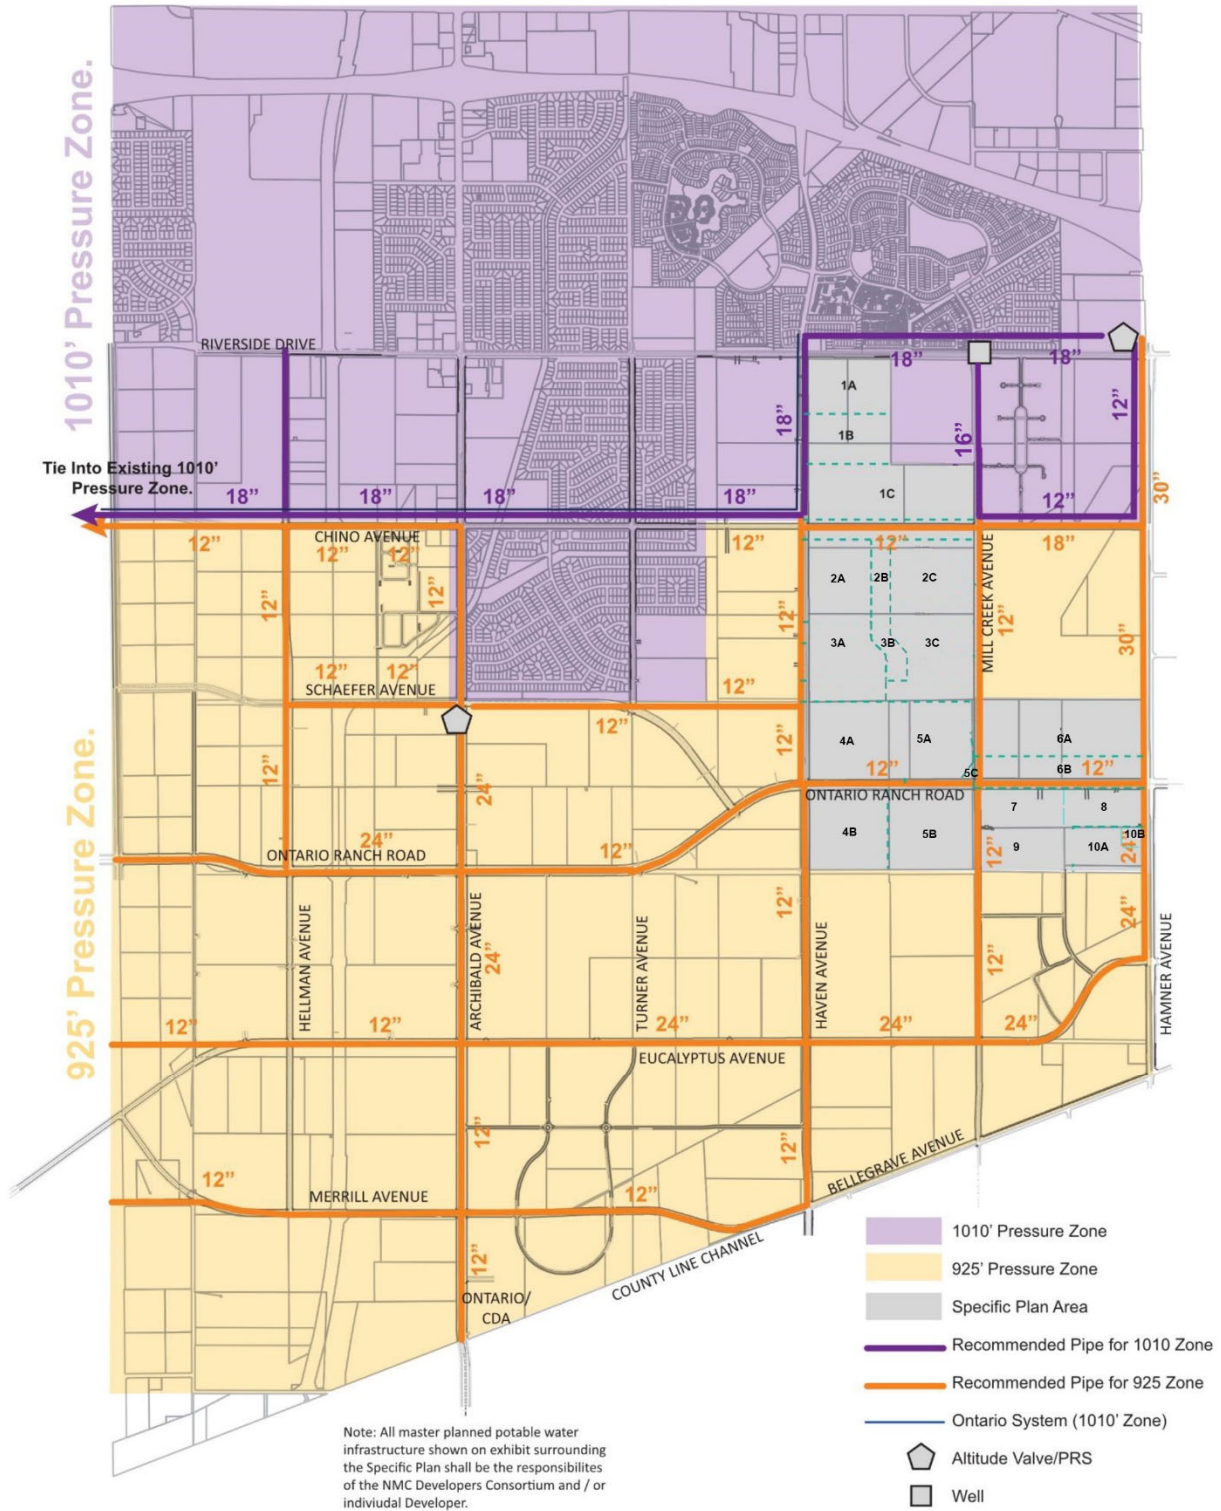 1010' Pressure Zone.
RIVERSIDE DRIVE
18"
18"
1A
1B
1C
18"
16"
12"
12"
30"
Tie Into Existing 1010'
Pressure Zone.
18"
18"
18"
18"
12"
CHINO AVENUE
12"
12"
12"
12"
18"
12"
12"
12"
2A
2B
2C
MILL CREEK AVENUE
12"
30"
3A
3B
3C
12"
12"
12"
SCHAEFER AVENUE
12"
12"
12"
12"
24"
4A
5A
5C
12"
6A
6B
12"
ONTARIO RANCH ROAD
925' Pressure Zone.
24"
ONTARIO RANCH ROAD
12"
4B
5B
7
8
9
10A
10B
12"
24"
HELLMAN AVENUE
ARCHIBALD AVENUE
24"
TURNER AVENUE
12"
HAVEN AVENUE
12"
24"
HAMNER AVENUE
12"
12"
24"
24"
24"
EUCALYPTUS AVENUE
12"
12"
BELLEGRAVE AVENUE
12"
MERRILL AVENUE
12"
12"
ONTARIO/
CDA
COUNTY LINE CHANNEL
1010' Pressure Zone
925' Pressure Zone
Specific Plan Area
Recommended Pipe for 1010 Zone
Recommended Pipe for 925 Zone
Ontario System (1010' Zone)
Altitude Valve/PRS
Well
Note: All master planned potable water
infrastructure shown on exhibit surrounding
the Specific Plan shall be the responsibilites
of the NMC Developers Consortium and / or
indiviudal Developer.